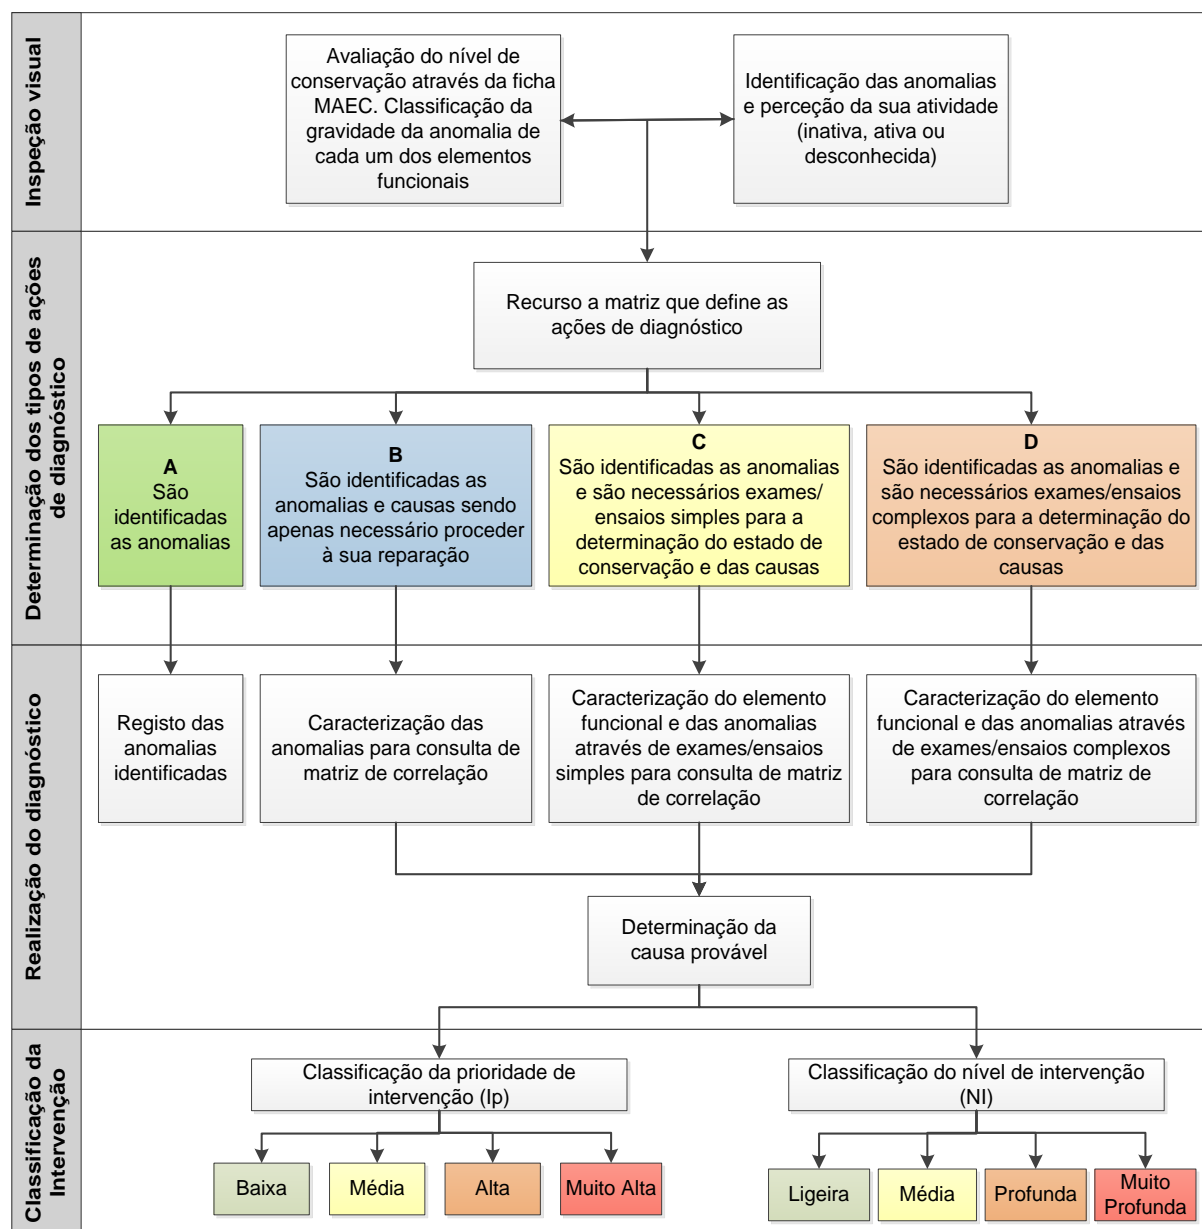 Inspeção visual
Avaliação do nível de
conservação através da ficha
MAEC. Classificação da
gravidade da anomalia de
cada um dos elementos
funcionais
Identificação das anomalias
e perceção da sua atividade
(inativa, ativa ou
desconhecida)
Determinação dos tipos de ações
de diagnóstico
Recurso a matriz que define as
ações de diagnóstico
A
São
identificadas
as anomalias
B
São identificadas as
anomalias e causas sendo
apenas necessário proceder
à sua reparação
C
São identificadas as anomalias
e são necessários exames/
ensaios simples para a
determinação do estado de
conservação e das causas
D
São identificadas as anomalias e
são necessários exames/ensaios
complexos para a determinação do
estado de conservação e das
causas
Realização do diagnóstico
Registo das
anomalias
identificadas
Caracterização das
anomalias para consulta de
matriz de correlação
Caracterização do elemento
funcional e das anomalias
através de exames/ensaios
simples para consulta de matriz
de correlação
Caracterização do elemento
funcional e das anomalias através
de exames/ensaios complexos
para consulta de matriz de
correlação
Determinação da
causa provável
Classificação da
Intervenção
Classificação da prioridade de
intervenção (Ip)
Classificação do nível de intervenção
(NI)
Baixa
Média
Alta
Muito Alta
Ligeira
Média
Profunda
Muito
Profunda